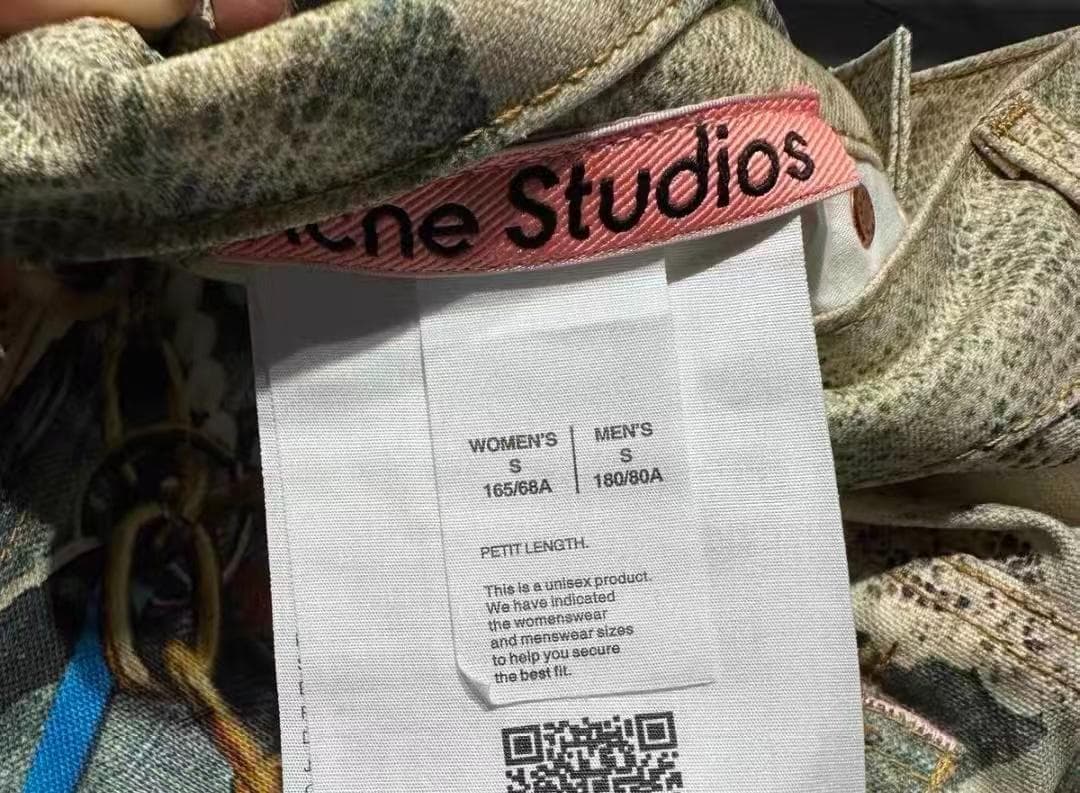 Acne Studios
WOMEN'S | MEN'S
S | S
165/68A | 180/80A
PETIT LENGTH.
This is a unisex product.
We have indicated
the womenswear
and menswear sizes
to help you secure
the best fit.